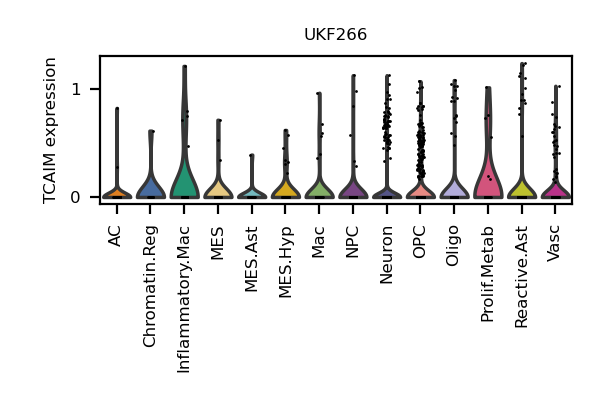 UKF266
TCAIM expression
1
0
AC
Chromatin.Reg
Inflammatory.Mac
MES
MES.Ast
MES.Hyp
Mac
NPC
Neuron
OPC
Oligo
Prolif.Metab
Reactive.Ast
Vasc